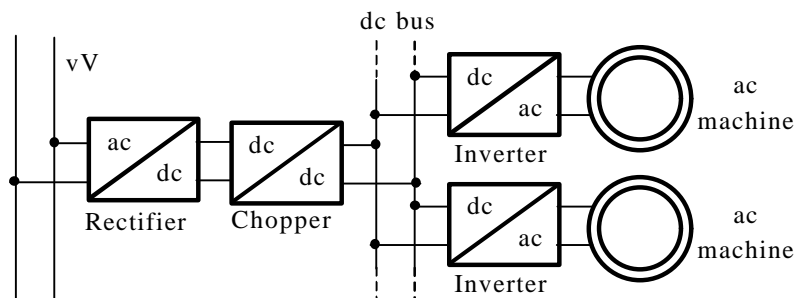 dc bus
vV
ac
dc
Rectifier
dc
dc
Chopper
dc
ac
Inverter
ac
machine
dc
ac
Inverter
ac
machine